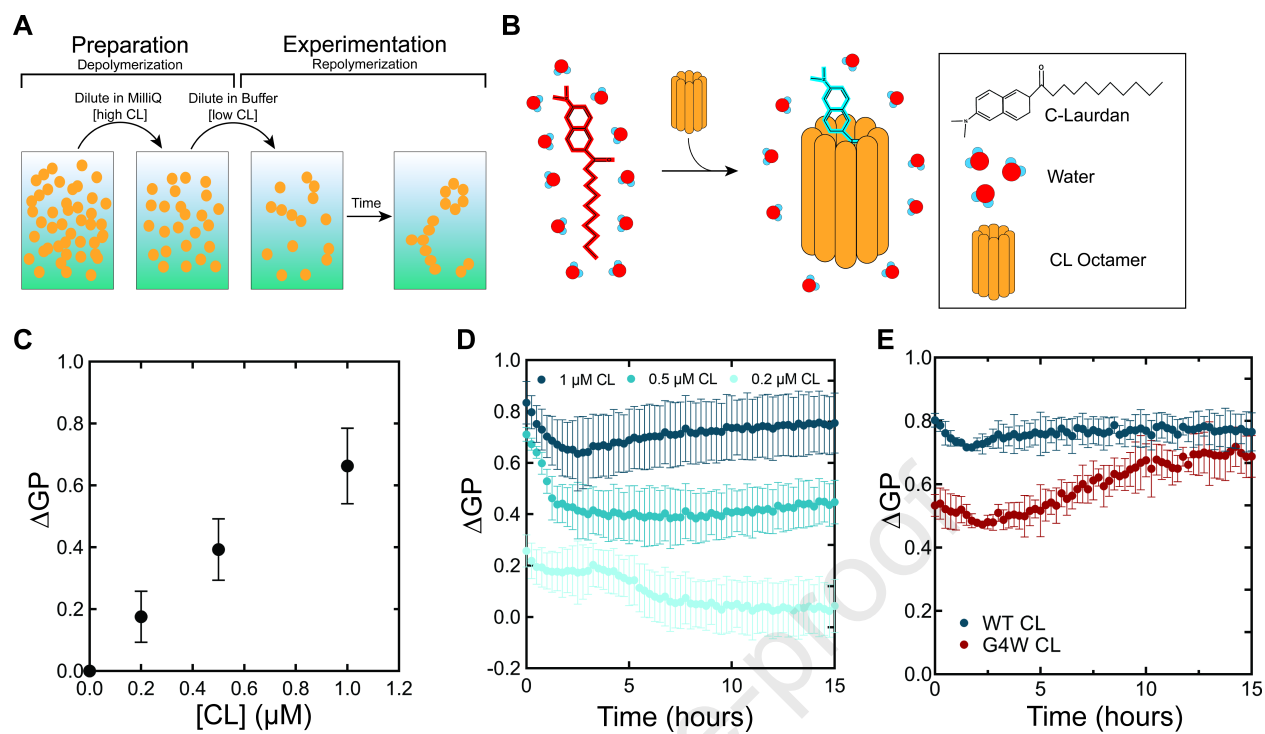 A
Preparation
Depolymerization
Experimentation
Repolymerization
Dilute in MilliQ
[high CL]
Dilute in Buffer
[low CL]
Time
B
O
N
C-Laurdan
Water
CL Octamer
C
1.0
0.8
0.6
0.4
0.2
0.0
ΔGP
0.0 0.2 0.4 0.6 0.8 1.0 1.2
[CL] (µM)
D
1 µM CL 0.5 µM CL 0.2 µM CL
1.0
0.8
0.6
0.4
0.2
0.0
-0.2
ΔGP
0 5 10 15
Time (hours)
E
1.0
0.8
0.6
0.4
0.2
0.0
ΔGP
WT CL
G4W CL
0 5 10 15
Time (hours)
e-proof